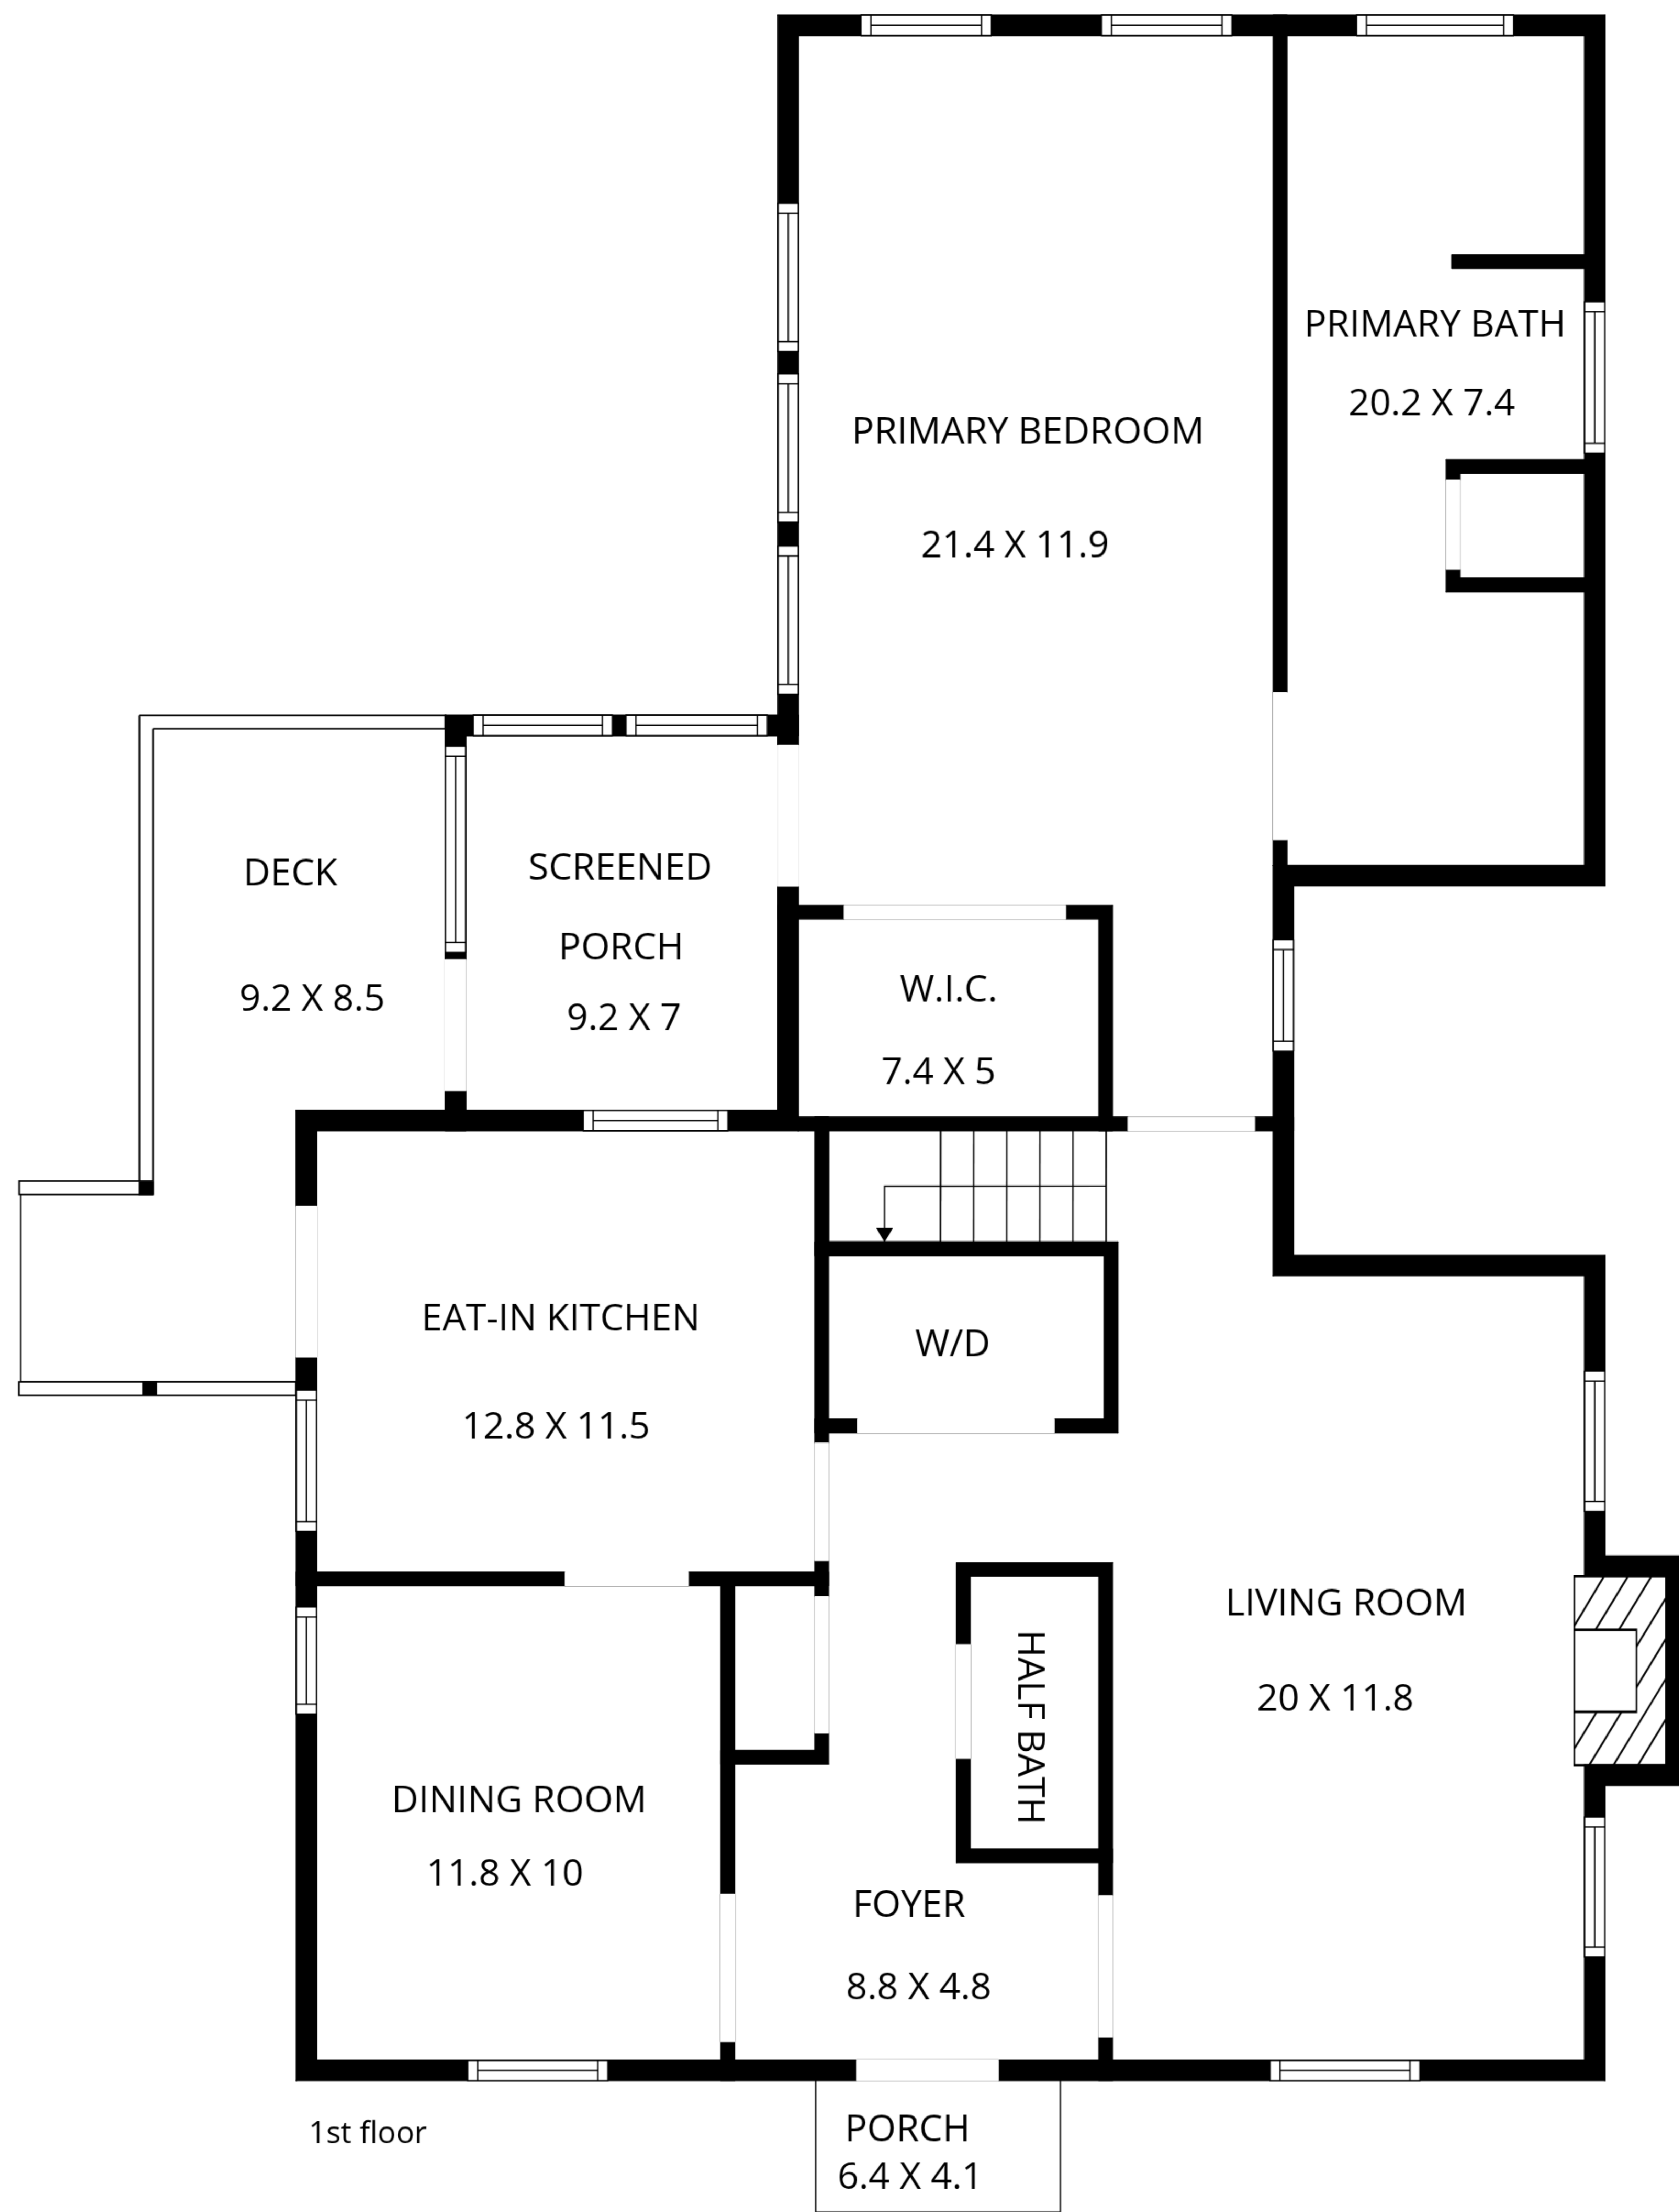 PRIMARY BATH
20.2 X 7.4
PRIMARY BEDROOM
21.4 X 11.9
DECK
9.2 X 8.5
SCREENED
PORCH
9.2 X 7
W.I.C.
7.4 X 5
EAT-IN KITCHEN
12.8 X 11.5
W/D
LIVING ROOM
20 X 11.8
HALF BATH
DINING ROOM
11.8 X 10
FOYER
8.8 X 4.8
1st floor
PORCH
6.4 X 4.1